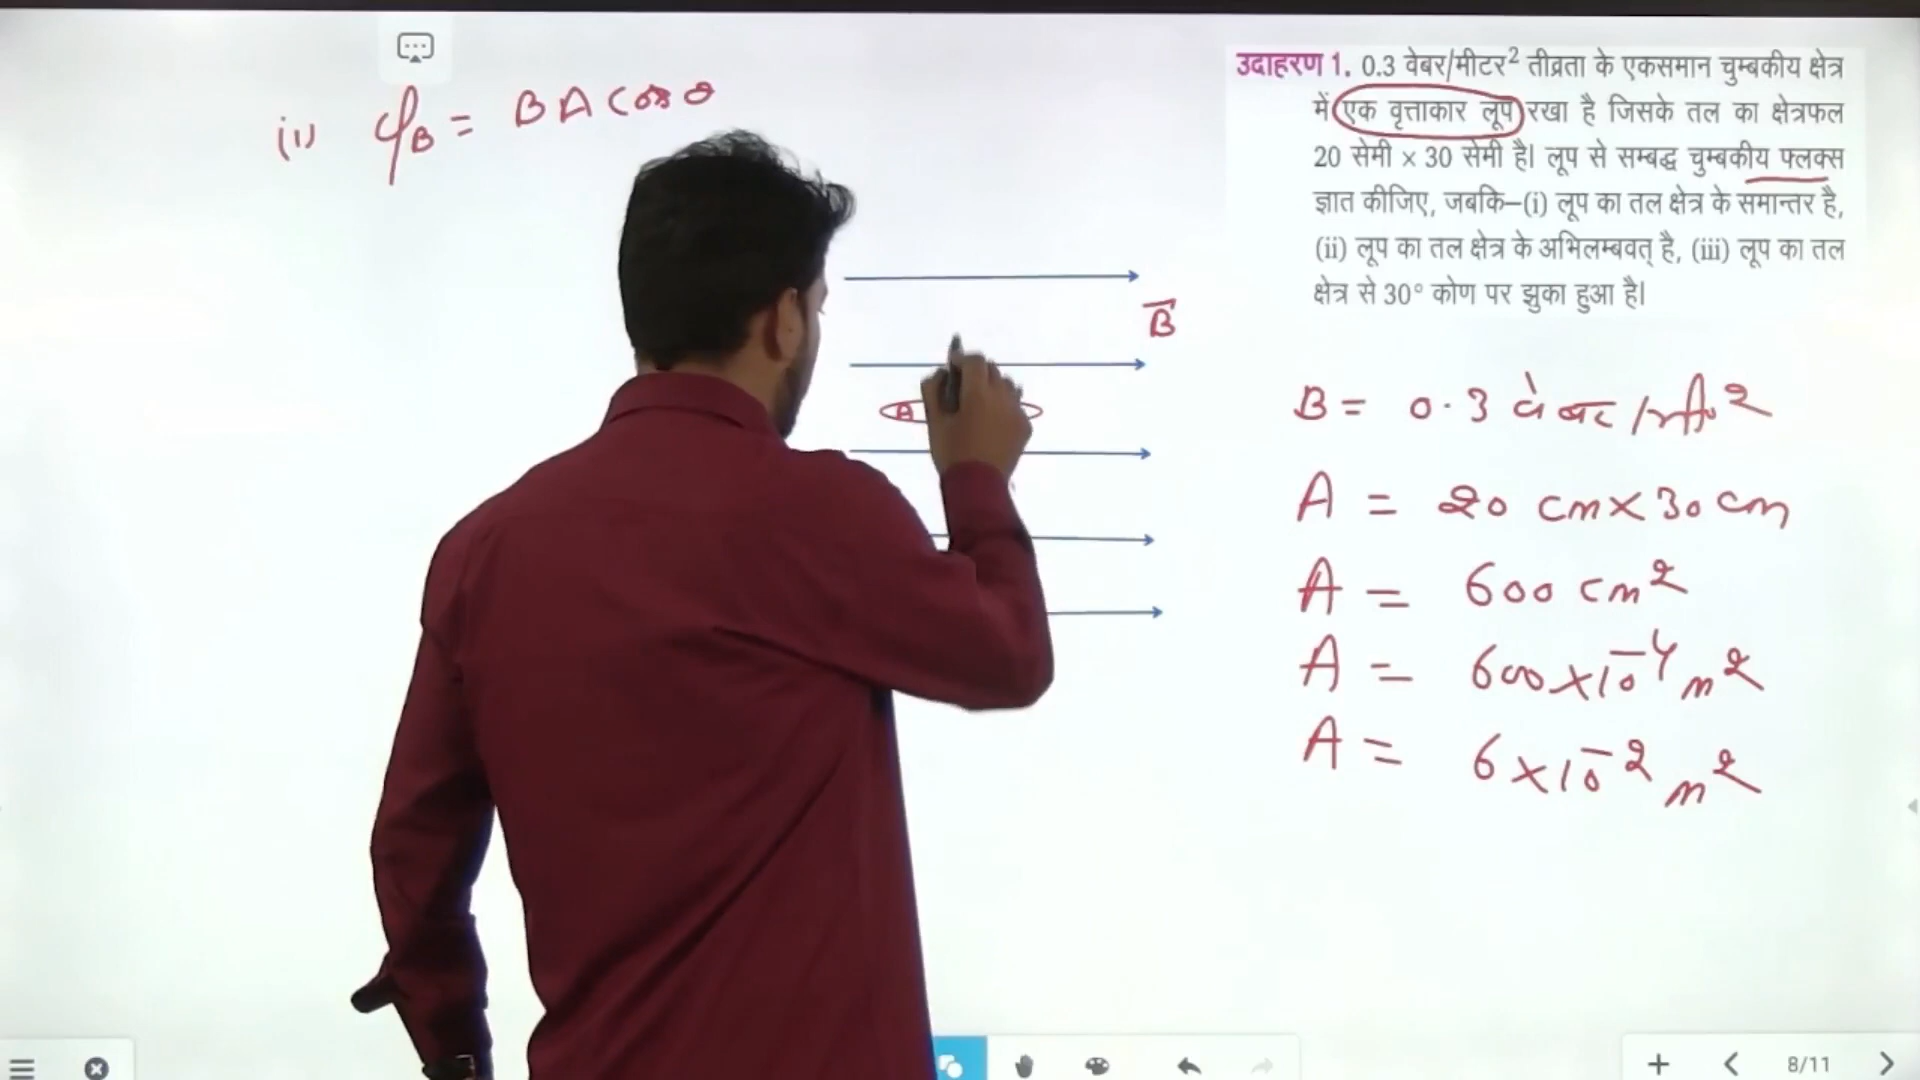 (i) φB = BA Cos θ
उदाहरण 1. 0.3 वेबर/मीटर² तीव्रता के एकसमान चुम्बकीय क्षेत्र
में एक वृत्ताकार लूप रखा है जिसके तल का क्षेत्रफल
20 सेमी × 30 सेमी है। लूप से सम्बद्ध चुम्बकीय फ्लक्स
ज्ञात कीजिए, जबकि–(i) लूप का तल क्षेत्र के समान्तर है,
(ii) लूप का तल क्षेत्र के अभिलम्बवत् है, (iii) लूप का तल
क्षेत्र से 30° कोण पर झुका हुआ है।
B
A
B = 0.3 वेबर/मी०²
A = 20 cm × 30 cm
A = 600 cm²
A = 600 × 10⁻⁴ m²
A = 6 × 10⁻² m²
8/11